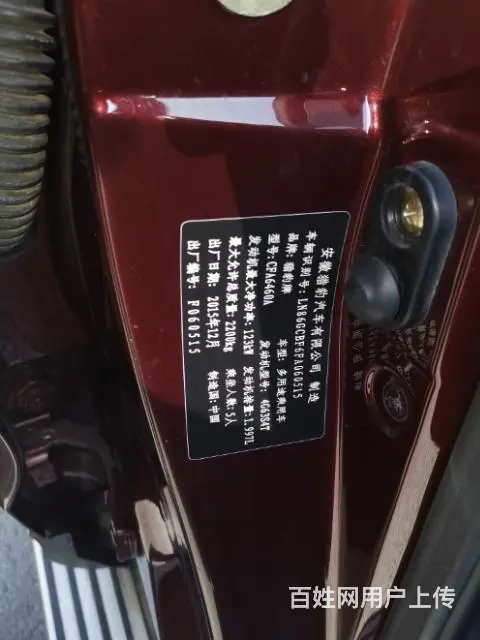 安徽猎豹汽车有限公司 制造
车辆识别号: LN86GCBF6FA060515
品牌: 猎豹牌 车型: 多用途乘用车
型号: CFA6460A 发动机型号: 4G63S4T
发动机最大净功率: 123kW 发动机排量: 1.997L
最大允许总质量: 2200kg 乘坐人数: 5人
出厂日期: 2015年12月 制造国: 中国
出厂编号: F060515
百姓网用户上传